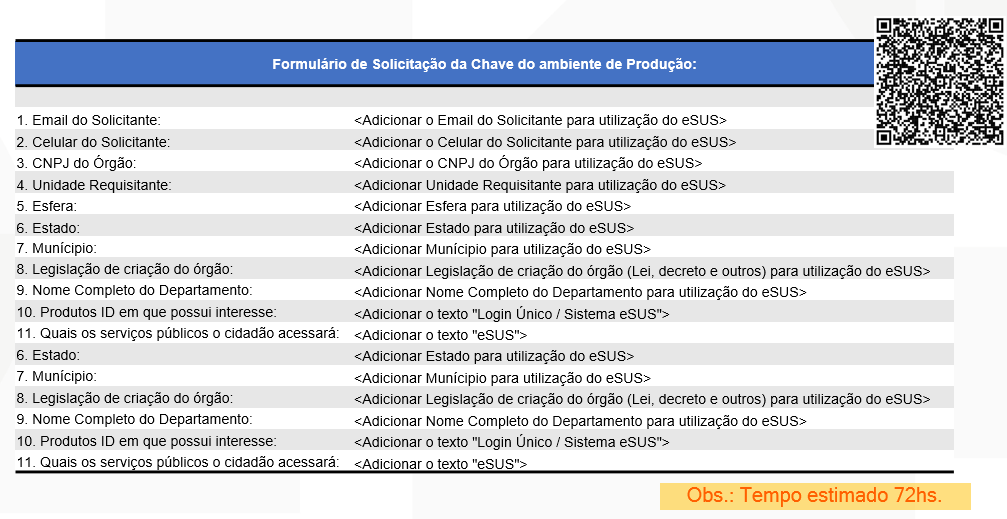 Formulário de Solicitação da Chave do ambiente de Produção:
1. Email do Solicitante: <Adicionar o Email do Solicitante para utilização do eSUS>
2. Celular do Solicitante: <Adicionar o Celular do Solicitante para utilização do eSUS>
3. CNPJ do Órgão: <Adicionar o CNPJ do Órgão para utilização do eSUS>
4. Unidade Requisitante: <Adicionar Unidade Requisitante para utilização do eSUS>
5. Esfera: <Adicionar Esfera para utilização do eSUS>
6. Estado: <Adicionar Estado para utilização do eSUS>
7. Munícipio: <Adicionar Munícipio para utilização do eSUS>
8. Legislação de criação do órgão: <Adicionar Legislação de criação do órgão (Lei, decreto e outros) para utilização do eSUS>
9. Nome Completo do Departamento: <Adicionar Nome Completo do Departamento para utilização do eSUS>
10. Produtos ID em que possui interesse: <Adicionar o texto "Login Único / Sistema eSUS">
11. Quais os serviços públicos o cidadão acessará: <Adicionar o texto "eSUS">
6. Estado: <Adicionar Estado para utilização do eSUS>
7. Munícipio: <Adicionar Munícipio para utilização do eSUS>
8. Legislação de criação do órgão: <Adicionar Legislação de criação do órgão (Lei, decreto e outros) para utilização do eSUS>
9. Nome Completo do Departamento: <Adicionar Nome Completo do Departamento para utilização do eSUS>
10. Produtos ID em que possui interesse: <Adicionar o texto "Login Único / Sistema eSUS">
11. Quais os serviços públicos o cidadão acessará: <Adicionar o texto "eSUS">
Obs.: Tempo estimado 72hs.